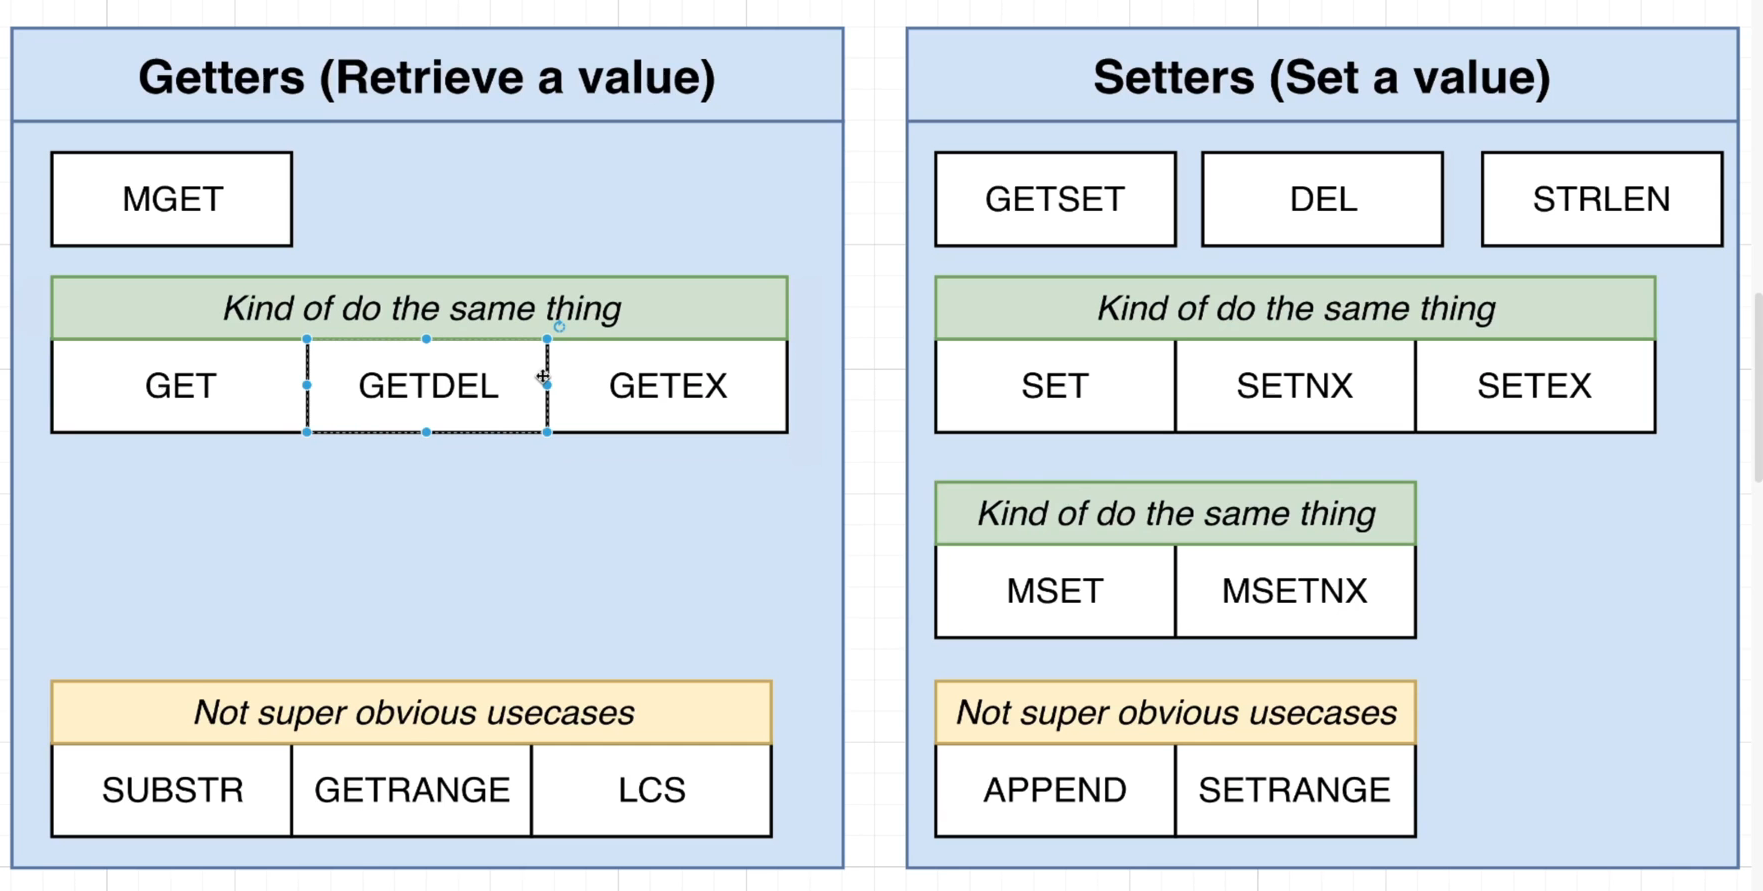 Getters (Retrieve a value)
MGET
Kind of do the same thing
GET GETDEL GETEX
Not super obvious usecases
SUBSTR GETRANGE LCS
Setters (Set a value)
GETSET DEL STRLEN
Kind of do the same thing
SET SETNX SETEX
Kind of do the same thing
MSET MSETNX
Not super obvious usecases
APPEND SETRANGE